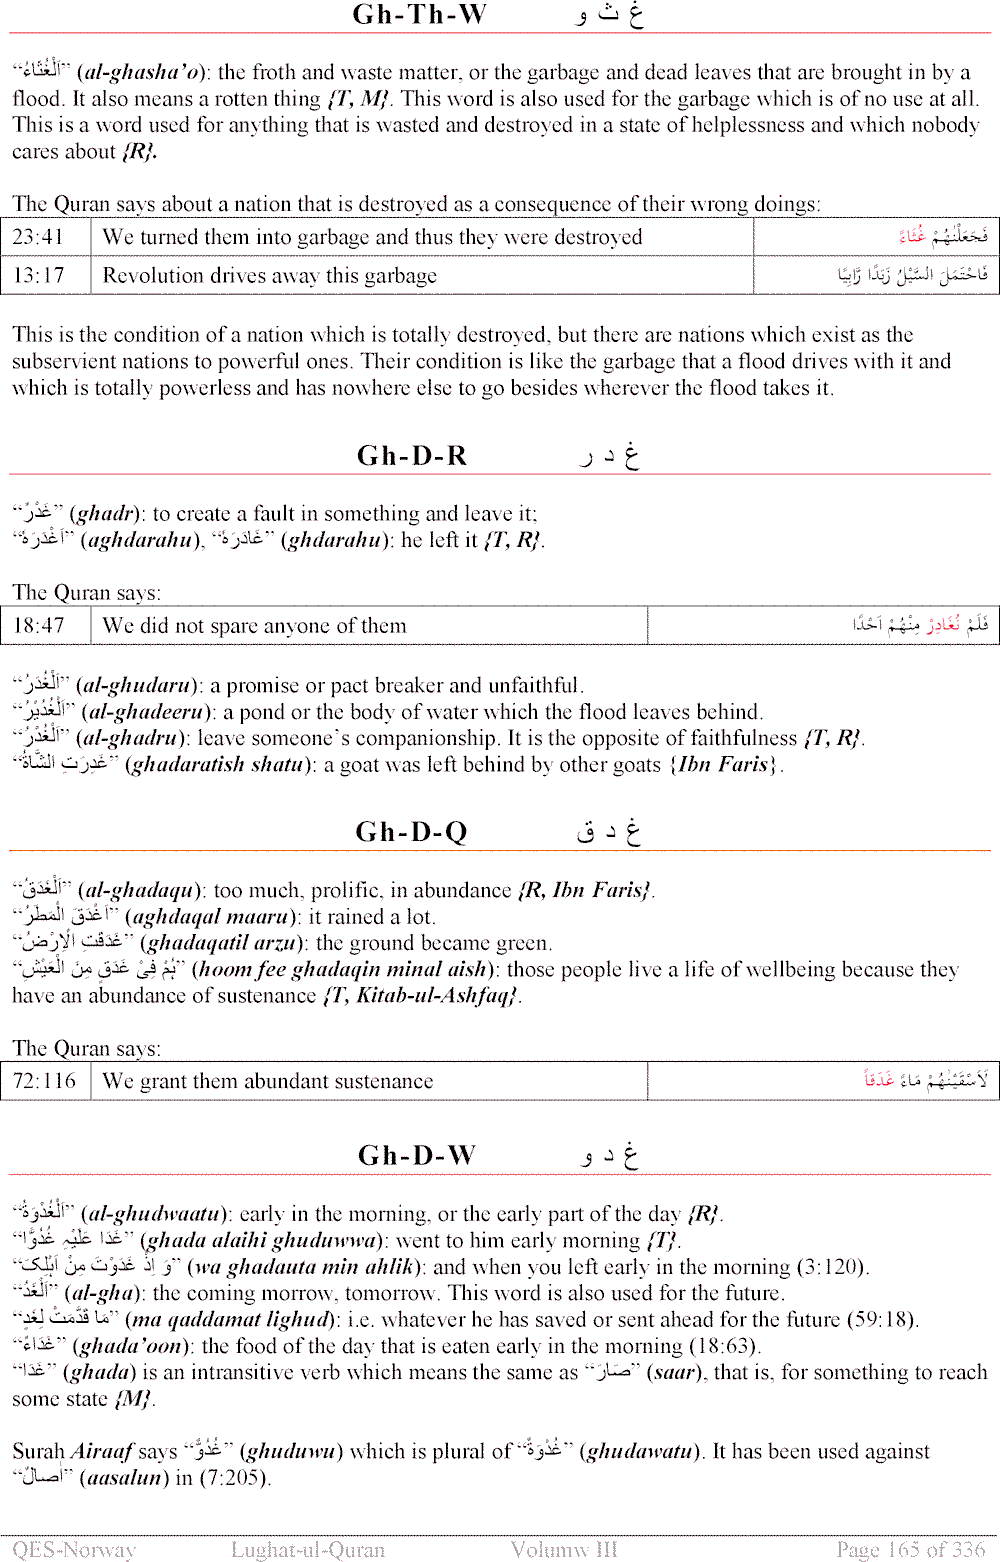 Gh-Th-W غ ث و
“اَلْغُثَّاءُ” (al-ghasha’o): the froth and waste matter, or the garbage and dead leaves that are brought in by a
flood. It also means a rotten thing {T, M}. This word is also used for the garbage which is of no use at all.
This is a word used for anything that is wasted and destroyed in a state of helplessness and which nobody
cares about {R}.
The Quran says about a nation that is destroyed as a consequence of their wrong doings:
23:41 We turned them into garbage and thus they were destroyed فَجَعَلْنٰهُمْ غُثَاءً
13:17 Revolution drives away this garbage فَاحْتَمَلَ السَّيْلُ زَبَدًا رَّابِيًا
This is the condition of a nation which is totally destroyed, but there are nations which exist as the
subservient nations to powerful ones. Their condition is like the garbage that a flood drives with it and
which is totally powerless and has nowhere else to go besides wherever the flood takes it.
Gh-D-R غ د ر
“غَدْرٌ” (ghadr): to create a fault in something and leave it;
“اَغْدَرَهٗ” (aghdarahu), “غَادَرَهٗ” (ghdarahu): he left it {T, R}.
The Quran says:
18:47 We did not spare anyone of them فَلَمْ نُغَادِرْ مِنْهُمْ اَحَدًا
“اَلْغُدَرُ” (al-ghudaru): a promise or pact breaker and unfaithful.
“اَلْغُدَيْرُ” (al-ghadeeru): a pond or the body of water which the flood leaves behind.
“اَلْغُدْرُ” (al-ghadru): leave someone’s companionship. It is the opposite of faithfulness {T, R}.
“غَدِرَتِ الشَّاةُ” (ghadaratish shatu): a goat was left behind by other goats {Ibn Faris}.
Gh-D-Q غ د ق
“اَلْغَدَقُ” (al-ghadaqu): too much, prolific, in abundance {R, Ibn Faris}.
“اَغْدَقَ الْمَطَرُ” (aghdaqal maaru): it rained a lot.
“غَدَقَتِ الْاِرْضُ” (ghadaqatil arzu): the ground became green.
“ہُمْ فِیْ غَدَقٍ مِنَ الْعَيْشِ” (hoom fee ghadaqin minal aish): those people live a life of wellbeing because they
have an abundance of sustenance {T, Kitab-ul-Ashfaq}.
The Quran says:
72:116 We grant them abundant sustenance لَاَسْقَيْنٰهُمْ مَاءً غَدَقاً
Gh-D-W غ د و
“اَلْغُدْوَةُ” (al-ghudwaatu): early in the morning, or the early part of the day {R}.
“غَدَا عَلَيْہِ غُدُوًّا” (ghada alaihi ghuduwwa): went to him early morning {T}.
“وَ اِذْ غَدَوْتَ مِنْ اَہْلِکَ” (wa ghadauta min ahlik): and when you left early in the morning (3:120).
“اَلْغَدُ” (al-gha): the coming morrow, tomorrow. This word is also used for the future.
“مَا قَدَّمَتْ لِغَدٍ” (ma qaddamat lighud): i.e. whatever he has saved or sent ahead for the future (59:18).
“غَدَاءٌ” (ghada’oon): the food of the day that is eaten early in the morning (18:63).
“غَدَا” (ghada) is an intransitive verb which means the same as “صَارَ” (saar), that is, for something to reach
some state {M}.
Surah Airaaf says “غُدُوٌّ” (ghuduwu) which is plural of “غُدْوَةٌ” (ghudawatu). It has been used against
“اٰصالٌ” (aasalun) in (7:205).
QES-Norway Lughat-ul-Quran Volumw III Page 165 of 336